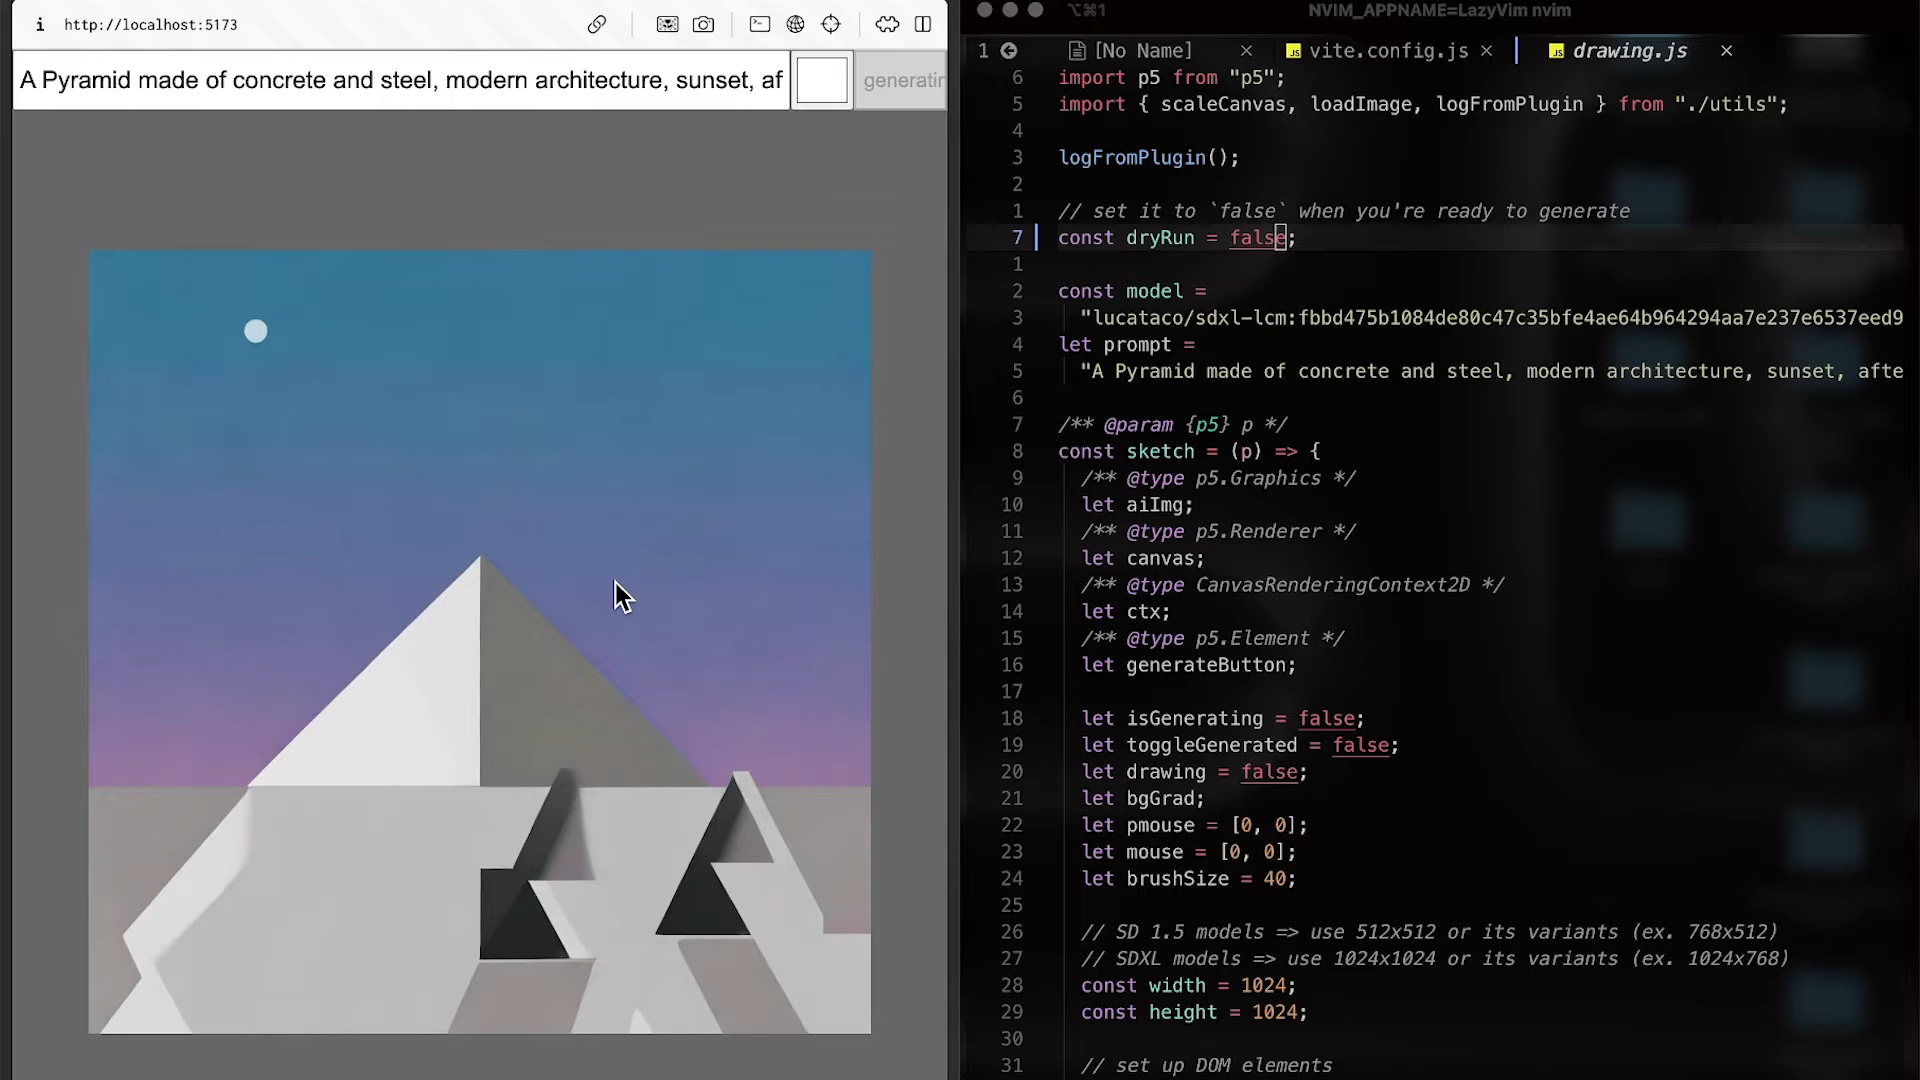 http://localhost:5173
A Pyramid made of concrete and steel, modern architecture, sunset, af
generatin
⌥⌘1
NVIM_APPNAME=LazyVim nvim
1 [No Name] × vite.config.js × drawing.js ×
6 import p5 from "p5";
5 import { scaleCanvas, loadImage, logFromPlugin } from "./utils";
4
3 logFromPlugin();
2
1 // set it to `false` when you're ready to generate
7 const dryRun = false;
1
2 const model =
3 "lucataco/sdxl-lcm:fbbd475b1084de80c47c35bfe4ae64b964294aa7e237e6537eed9
4 let prompt =
5 "A Pyramid made of concrete and steel, modern architecture, sunset, afte
6
7 /** @param {p5} p */
8 const sketch = (p) => {
9 /** @type p5.Graphics */
10 let aiImg;
11 /** @type p5.Renderer */
12 let canvas;
13 /** @type CanvasRenderingContext2D */
14 let ctx;
15 /** @type p5.Element */
16 let generateButton;
17
18 let isGenerating = false;
19 let toggleGenerated = false;
20 let drawing = false;
21 let bgGrad;
22 let pmouse = [0, 0];
23 let mouse = [0, 0];
24 let brushSize = 40;
25
26 // SD 1.5 models => use 512x512 or its variants (ex. 768x512)
27 // SDXL models => use 1024x1024 or its variants (ex. 1024x768)
28 const width = 1024;
29 const height = 1024;
30
31 // set up DOM elements